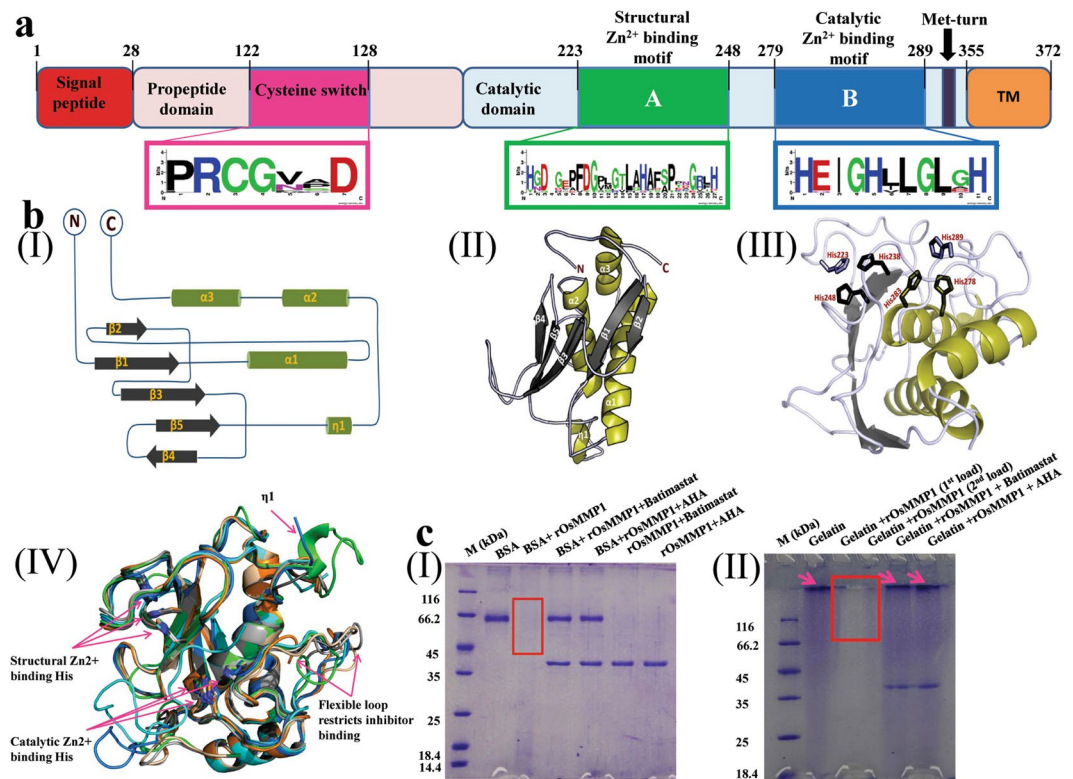 a
Structural
Zn2+ binding
motif
Catalytic
Zn2+ binding
motif
Met-turn
1 28 122 128 223 248 279 289 355 372
Signal
peptide
Propeptide
domain
Cysteine switch
Catalytic
domain
A
B
TM
PRCG D
HEIGH LGL H
b
(I)
N C
α3 α2
β2
β1 α1
β3
β5 η1
β4
(II)
N α3 C
α2
β4 β5 β3 β1 β2
α1
η1
(III)
His223 His238 His289
His248 His283 His278
(IV)
η1
Structural Zn2+
binding His
Catalytic Zn2+
binding His
Flexible loop
restricts inhibitor
binding
c
(I)
M (kDa)
BSA
BSA+ rOsMMP1
BSA+ rOsMMP1+Batimastat
BSA+rOsMMP1+AHA
rOsMMP1+Batimastat
rOsMMP1+AHA
116
66.2
45
35
25
18.4
14.4
(II)
M (kDa)
Gelatin
Gelatin +rOsMMP1 (1st load)
Gelatin +rOsMMP1 (2nd load)
Gelatin +rOsMMP1 + Batimastat
Gelatin +rOsMMP1 + AHA
116
66.2
45
35
25
18.4